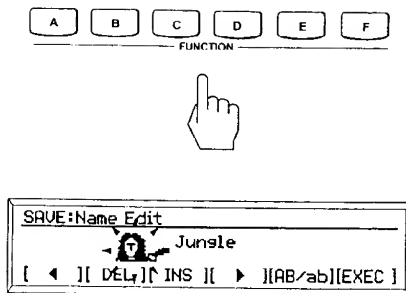 A B C D E F
FUNCTION
SAVE:Name Edit
T Jungle
[ ◄ ][ DEL ][ INS ][ ► ][AB/ab][EXEC ]